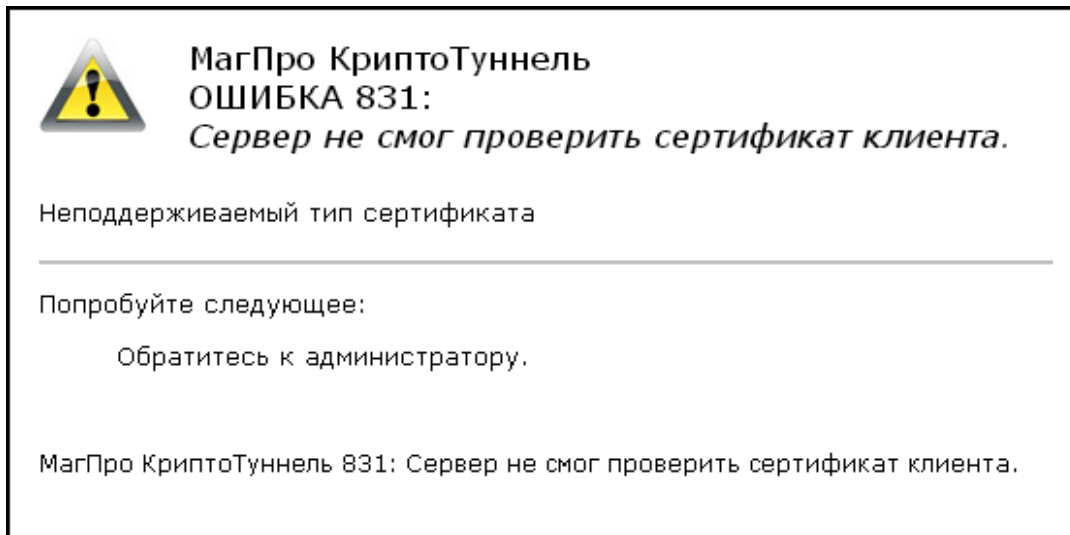 МагПро КриптоТуннель
ОШИБКА 831:
Сервер не смог проверить сертификат клиента.
Неподдерживаемый тип сертификата
Попробуйте следующее:
Обратитесь к администратору.
МагПро КриптоТуннель 831: Сервер не смог проверить сертификат клиента.